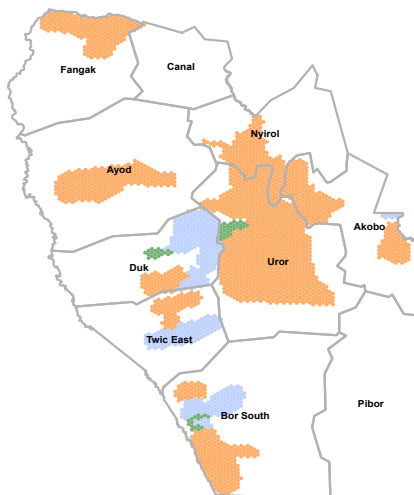 Fangak
Canal
Nyirol
Ayod
Akobo
Duk
Uror
Twic East
Bor South
Pibor